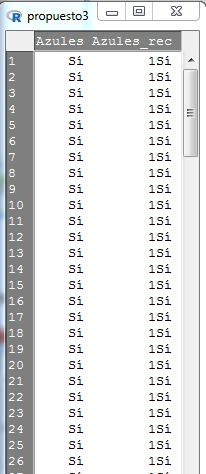 R propuesto3
Azules Azules_rec
1 Sí 1Sí
2 Sí 1Sí
3 Sí 1Sí
4 Sí 1Sí
5 Sí 1Sí
6 Sí 1Sí
7 Sí 1Sí
8 Sí 1Sí
9 Sí 1Sí
10 Sí 1Sí
11 Sí 1Sí
12 Sí 1Sí
13 Sí 1Sí
14 Sí 1Sí
15 Sí 1Sí
16 Sí 1Sí
17 Sí 1Sí
18 Sí 1Sí
19 Sí 1Sí
20 Sí 1Sí
21 Sí 1Sí
22 Sí 1Sí
23 Sí 1Sí
24 Sí 1Sí
25 Sí 1Sí
26 Sí 1Sí